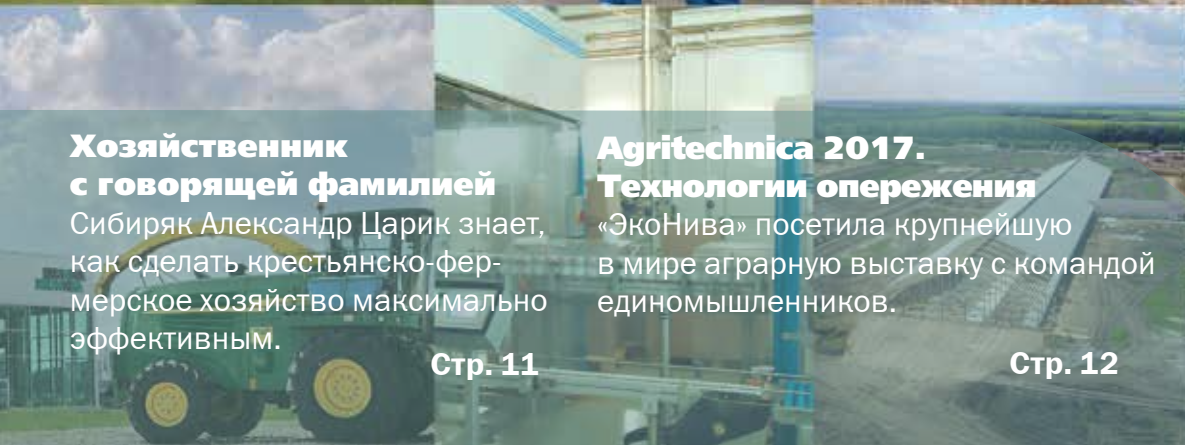 Хозяйственник
с говорящей фамилией
Сибиряк Александр Царик знает,
как сделать крестьянско-фер-
мерское хозяйство максимально
эффективным.
Стр. 11
Agritechnica 2017.
Технологии опережения
«ЭкоНива» посетила крупнейшую
в мире аграрную выставку с командой
единомышленников.
Стр. 12